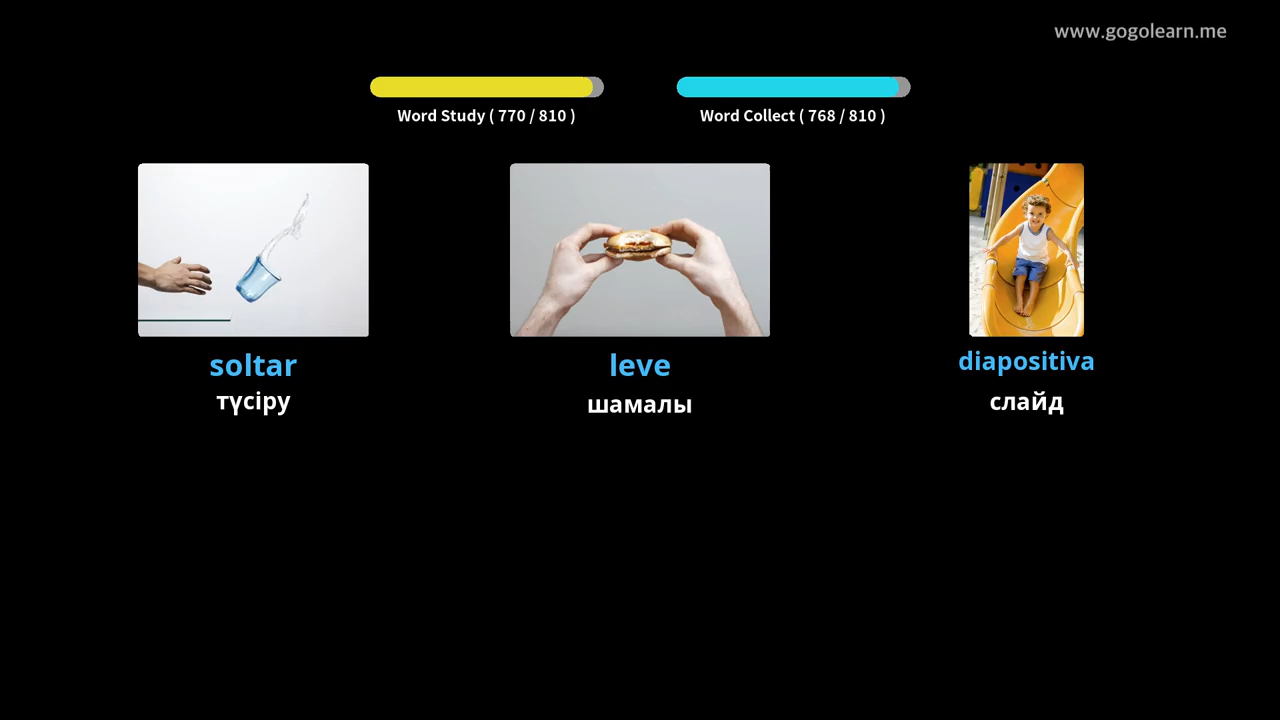 www.gogolearn.me
Word Study ( 770 / 810 )
Word Collect ( 768 / 810 )
soltar
түсіру
leve
шамалы
diapositiva
слайд